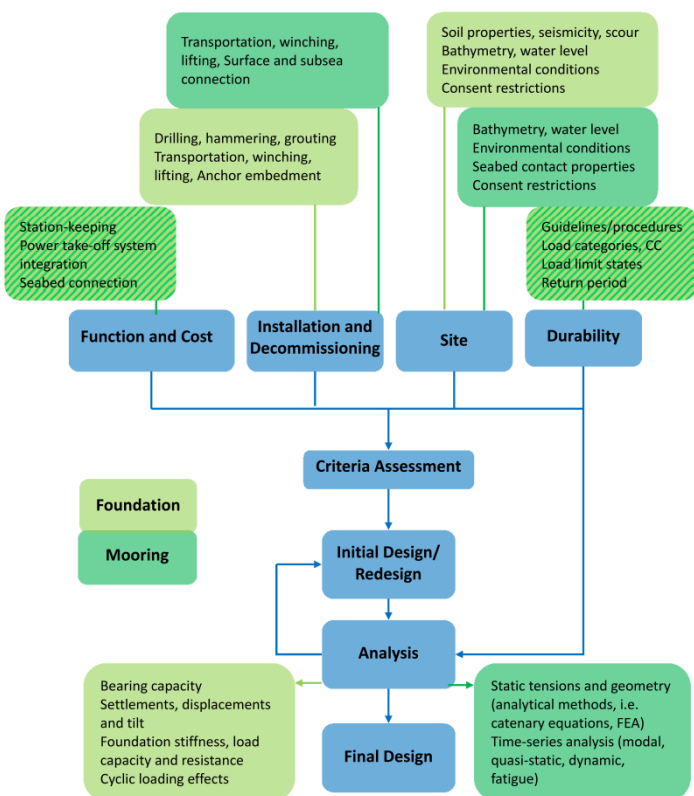 Transportation, winching,
lifting, Surface and subsea
connection
Soil properties, seismicity, scour
Bathymetry, water level
Environmental conditions
Consent restrictions
Drilling, hammering, grouting
Transportation, winching,
lifting, Anchor embedment
Bathymetry, water level
Environmental conditions
Seabed contact properties
Consent restrictions
Station-keeping
Power take-off system
integration
Seabed connection
Guidelines/procedures
Load categories, CC
Load limit states
Return period
Function and Cost
Installation and
Decommissioning
Site
Durability
Criteria Assessment
Foundation
Mooring
Initial Design/
Redesign
Analysis
Bearing capacity
Settlements, displacements
and tilt
Foundation stiffness, load
capacity and resistance
Cyclic loading effects
Static tensions and geometry
(analytical methods, i.e.
catenary equations, FEA)
Time-series analysis (modal,
quasi-static, dynamic,
fatigue)
Final Design